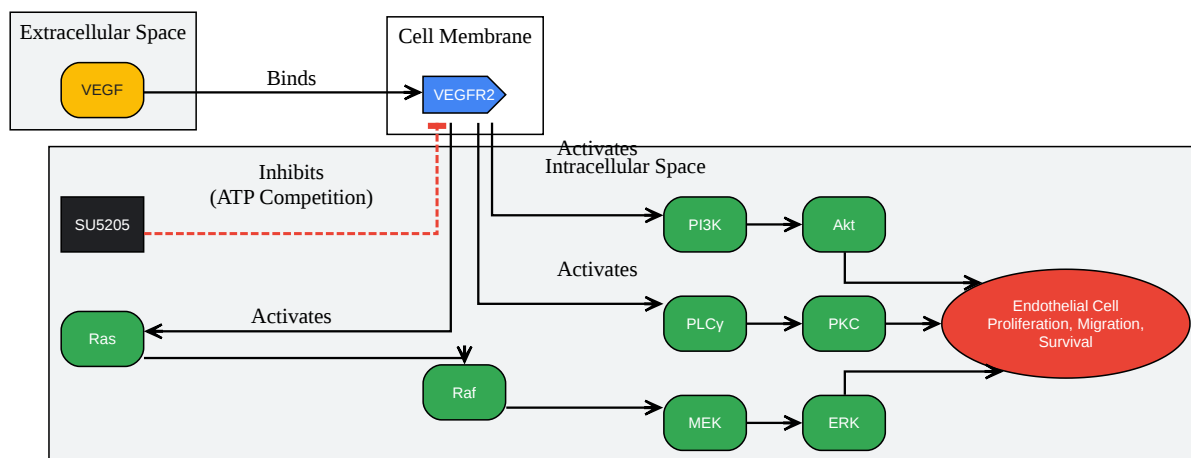 Extracellular Space
Cell Membrane
VEGF
Binds
VEGFR2
Activates
Intracellular Space
Inhibits
(ATP Competition)
SU5205
PI3K
Akt
Activates
Endothelial Cell
Proliferation, Migration,
Survival
Activates
Ras
PLCγ
PKC
Raf
MEK
ERK